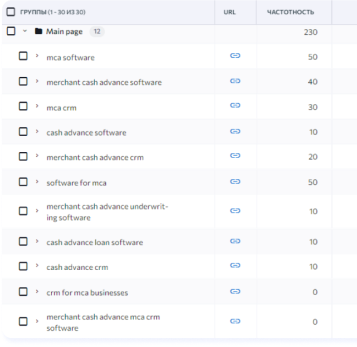 ГРУППЫ (1 - 30 ИЗ 30) URL ЧАСТОТНОСТЬ
Main page 12 230
mca software 50
merchant cash advance software 40
mca crm 30
cash advance software 10
merchant cash advance crm 20
software for mca 50
merchant cash advance underwrit-
ing software 10
cash advance loan software 10
cash advance crm 10
crm for mca businesses 0
merchant cash advance mca crm
software 0